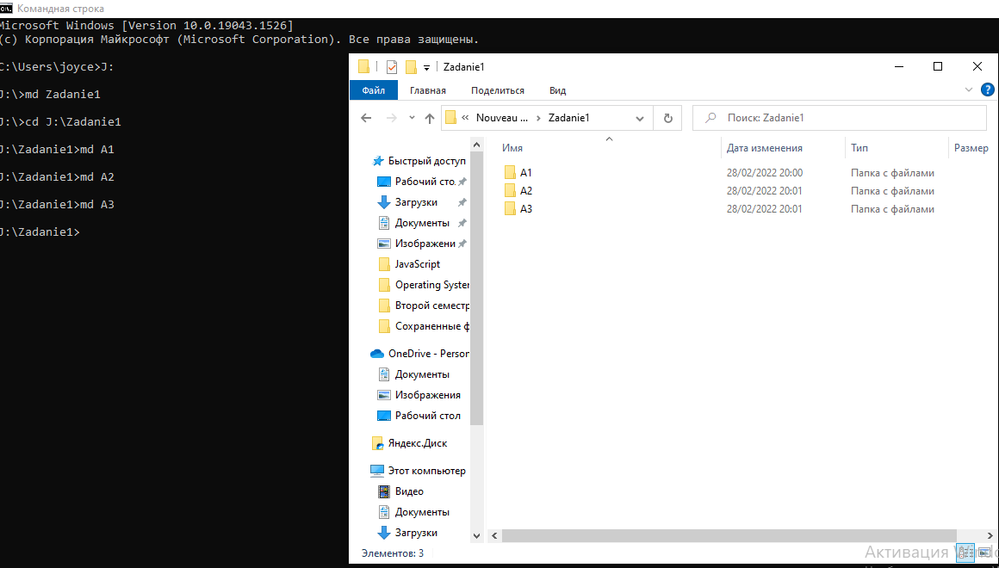 Командная строка
Microsoft Windows [Version 10.0.19043.1526]
(c) Корпорация Майкрософт (Microsoft Corporation). Все права защищены.
C:\Users\joyce>J:
J:\>md Zadanie1
J:\>cd J:\Zadanie1
J:\Zadanie1>md A1
J:\Zadanie1>md A2
J:\Zadanie1>md A3
J:\Zadanie1>
Zadanie1
Файл Главная Поделиться Вид
« Nouveau ... › Zadanie1 Поиск: Zadanie1
Имя Дата изменения Тип Размер
A1 28/02/2022 20:00 Папка с файлами
A2 28/02/2022 20:01 Папка с файлами
A3 28/02/2022 20:01 Папка с файлами
Быстрый доступ
Рабочий сто.
Загрузки
Документы
Изображени
JavaScript
Operating Syster
Второй семестр
Сохраненные ф
OneDrive - Person
Документы
Изображения
Рабочий стол
Яндекс.Диск
Этот компьютер
Видео
Документы
Загрузки
Элементов: 3
Активация Windo